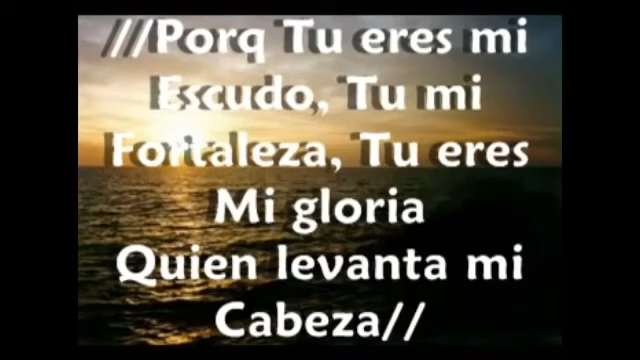 ///Porq Tu eres mi
Escudo, Tu mi
Fortaleza, Tu eres
Mi gloria
Quien levanta mi
Cabeza//